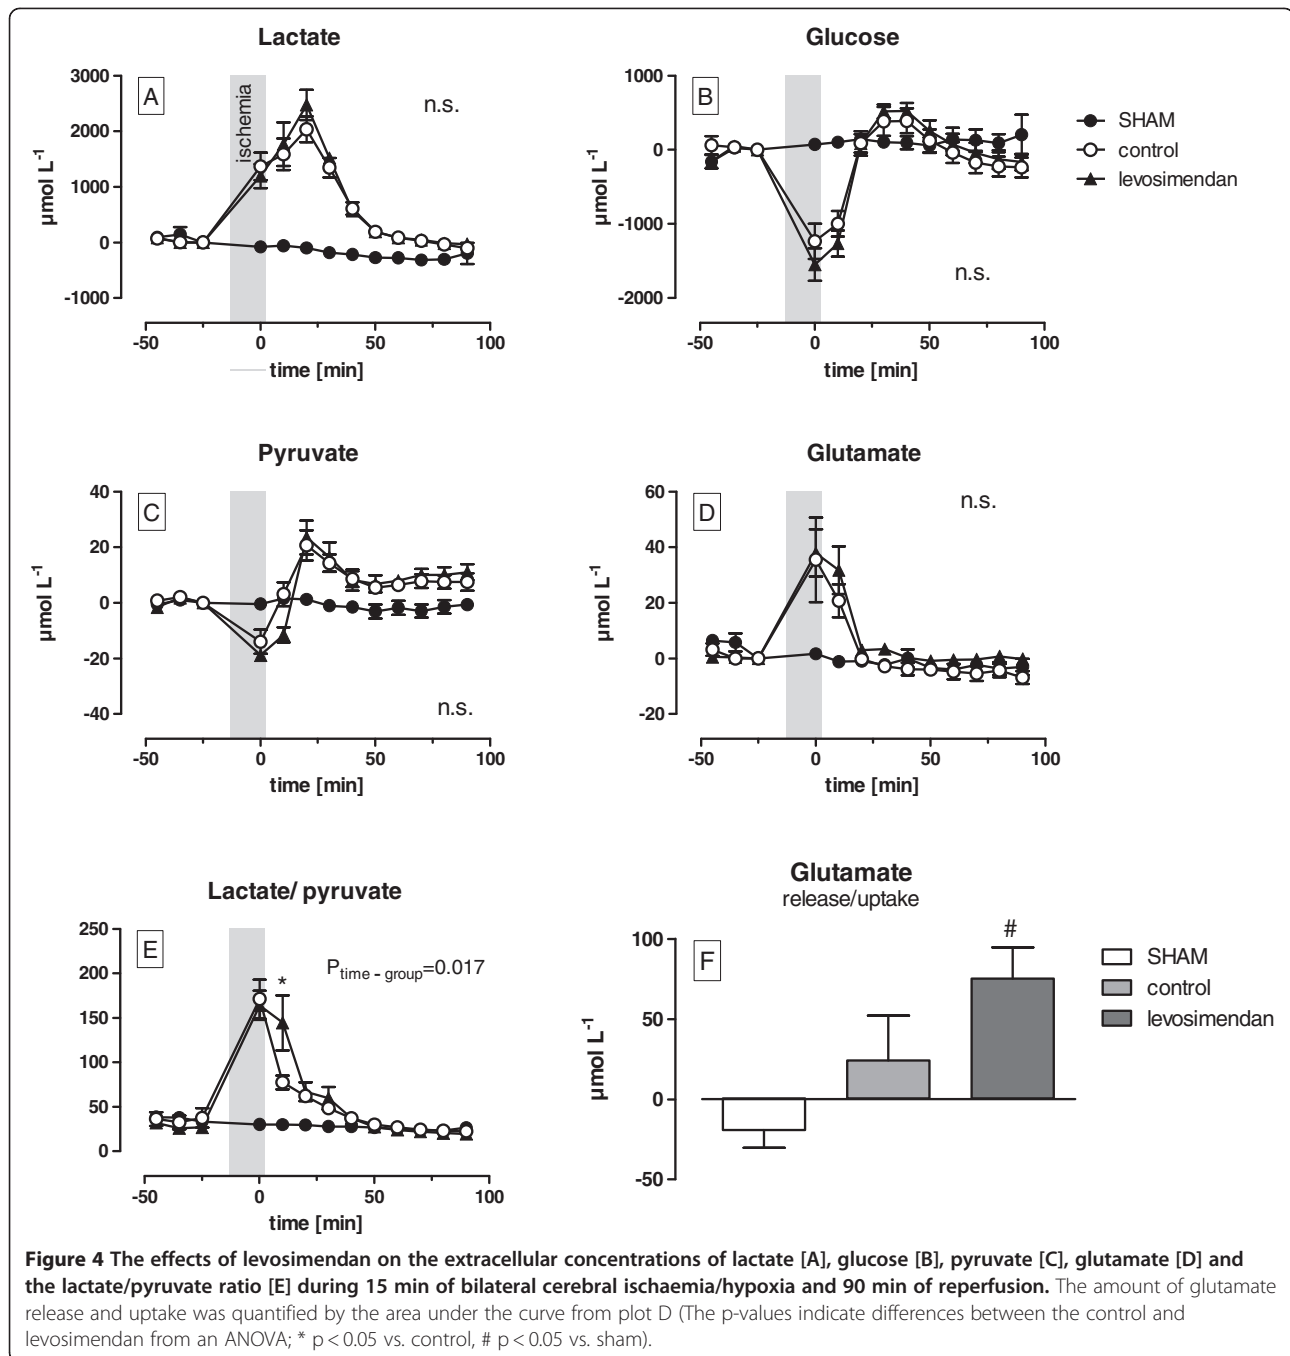 Lactate
3000
2000
1000
0
-1000
µmol L⁻¹
A
ischemia
n.s.
-50 0 50 100
time [min]
Glucose
1000
0
-1000
-2000
µmol L⁻¹
B
n.s.
-50 0 50 100
time [min]
SHAM
control
levosimendan
Pyruvate
40
20
0
-20
-40
µmol L⁻¹
C
n.s.
-50 0 50 100
time [min]
Glutamate
60
40
20
0
-20
µmol L⁻¹
D
n.s.
-50 0 50 100
time [min]
Lactate/ pyruvate
250
200
150
100
50
0
E
P time - group=0.017
*
-50 0 50 100
time [min]
Glutamate
release/uptake
100
50
0
-50
µmol L⁻¹
F
#
SHAM
control
levosimendan
Figure 4 The effects of levosimendan on the extracellular concentrations of lactate [A], glucose [B], pyruvate [C], glutamate [D] and
the lactate/pyruvate ratio [E] during 15 min of bilateral cerebral ischaemia/hypoxia and 90 min of reperfusion. The amount of glutamate
release and uptake was quantified by the area under the curve from plot D (The p-values indicate differences between the control and
levosimendan from an ANOVA; * p < 0.05 vs. control, # p < 0.05 vs. sham).